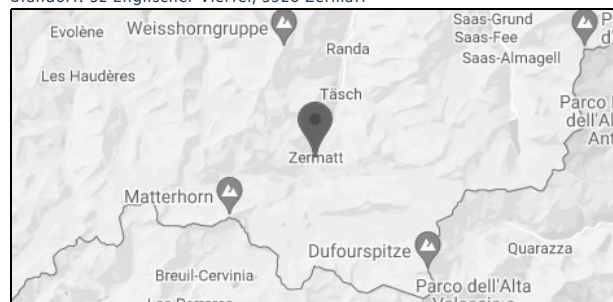 Standort: 52 Englischer Viertel, 3920 Zermatt
Weisshorngruppe
Saas-Grund
Evolène
Randa
Saas-Fee
Saas-Almagell
Les Haudères
Täsch
Parco
dell'Al
Ant
Zermatt
Matterhorn
Dufourspitze
Quarazza
Breuil-Cervinia
Parco dell'Alta